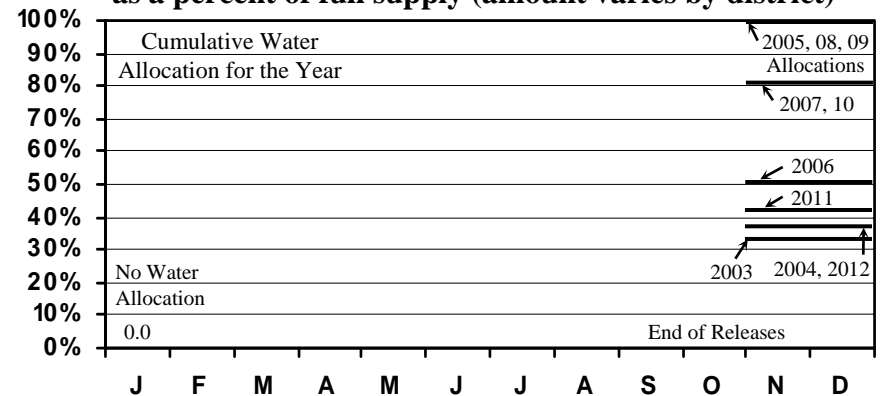 as a percent of full supply (amount varies by district)
100%
Cumulative Water
2005, 08, 09
90%
Allocation for the Year
Allocations
80%
2007, 10
70%
60%
2006
50%
2011
40%
30%
No Water
2003
2004, 2012
20%
Allocation
10%
0.0
End of Releases
0%
J F M A M J J A S O N D